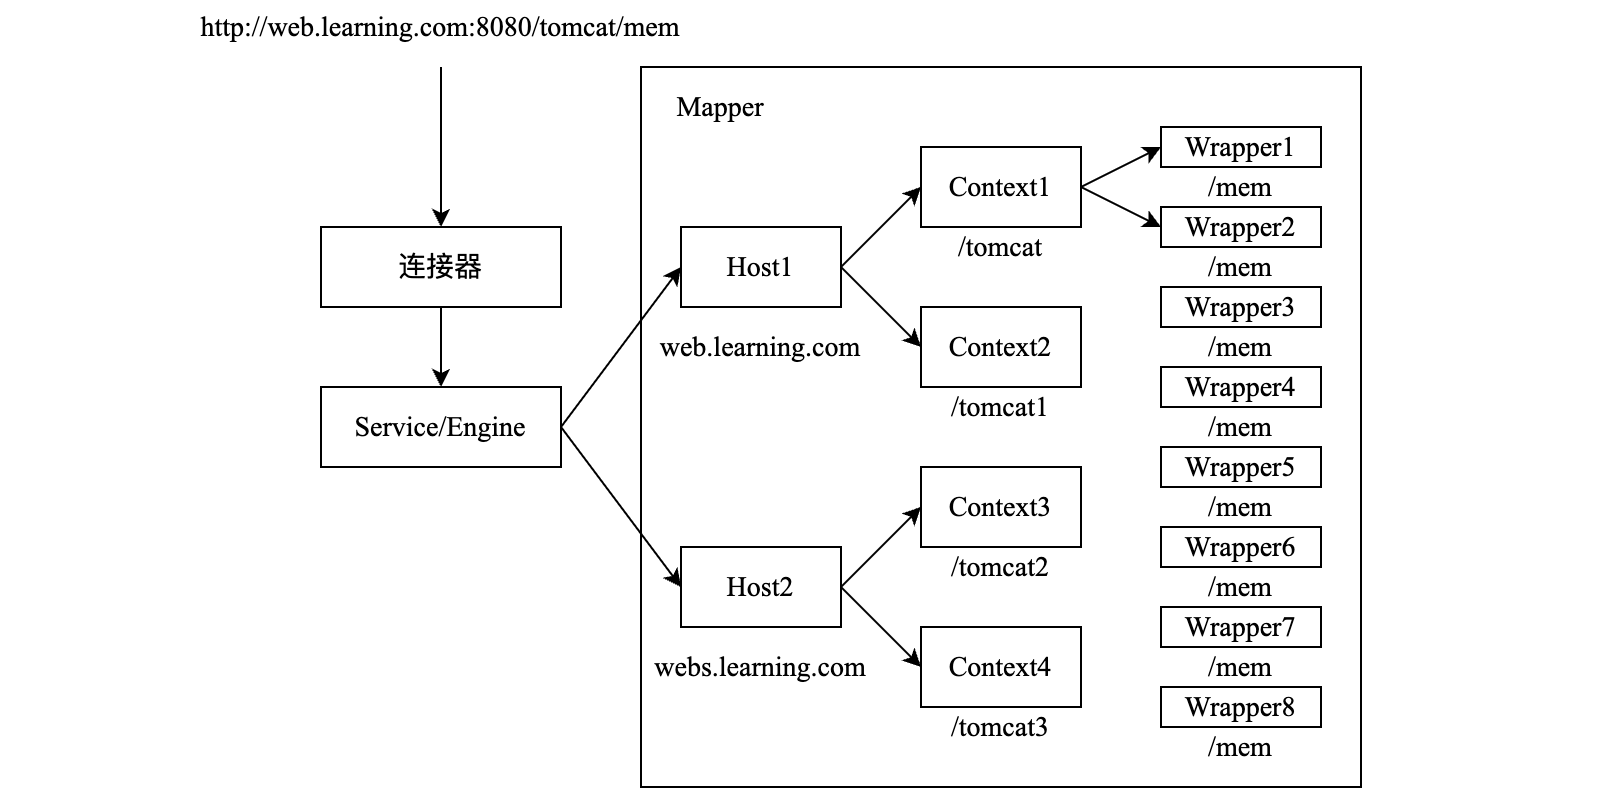 http://web.learning.com:8080/tomcat/mem
Mapper
连接器
Service/Engine
Host1
web.learning.com
Host2
webs.learning.com
Context1
/tomcat
Context2
/tomcat1
Context3
/tomcat2
Context4
/tomcat3
Wrapper1
/mem
Wrapper2
/mem
Wrapper3
/mem
Wrapper4
/mem
Wrapper5
/mem
Wrapper6
/mem
Wrapper7
/mem
Wrapper8
/mem